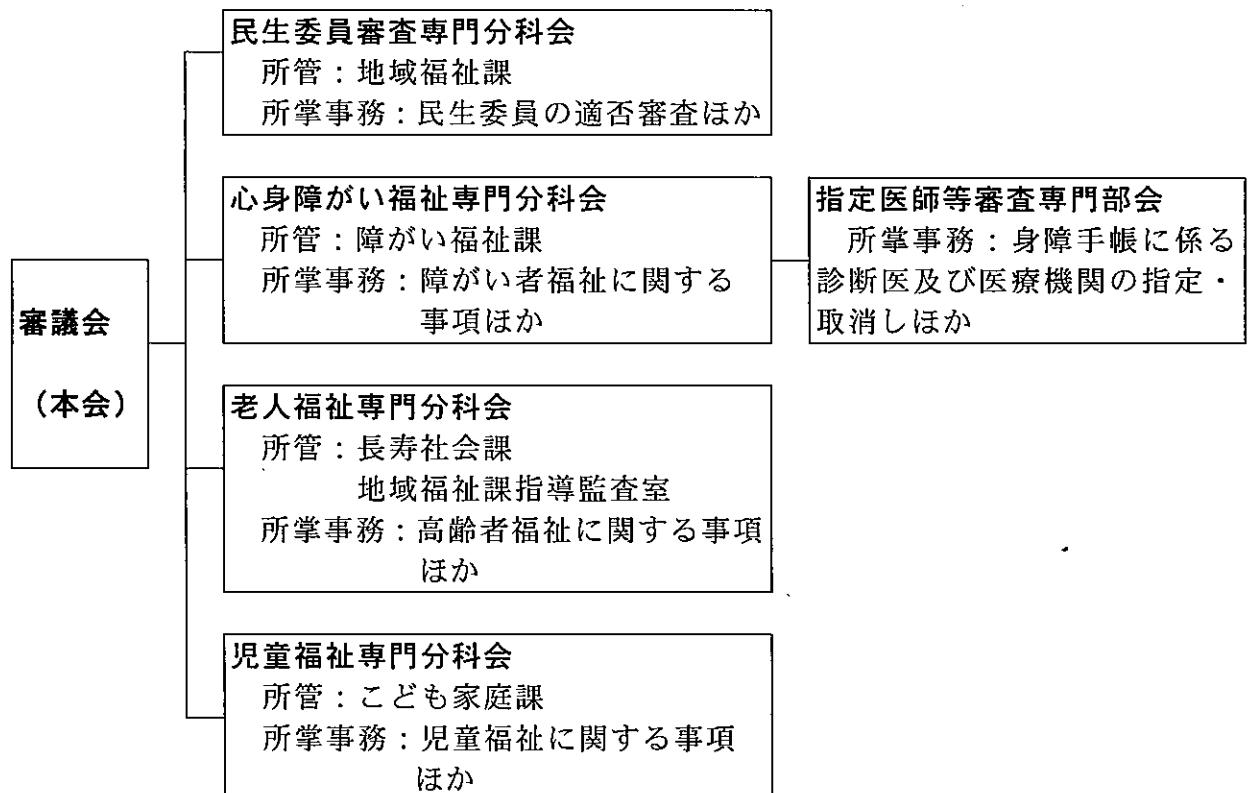 審議会
（本会）
民生委員審査専門分科会
所管：地域福祉課
所掌事務：民生委員の適否審査ほか
心身障がい福祉専門分科会
所管：障がい福祉課
所掌事務：障がい者福祉に関する
事項ほか
指定医師等審査専門部会
所掌事務：身障手帳に係る
診断医及び医療機関の指定・
取消しほか
老人福祉専門分科会
所管：長寿社会課
地域福祉課指導監査室
所掌事務：高齢者福祉に関する事項
ほか
児童福祉専門分科会
所管：こども家庭課
所掌事務：児童福祉に関する事項
ほか